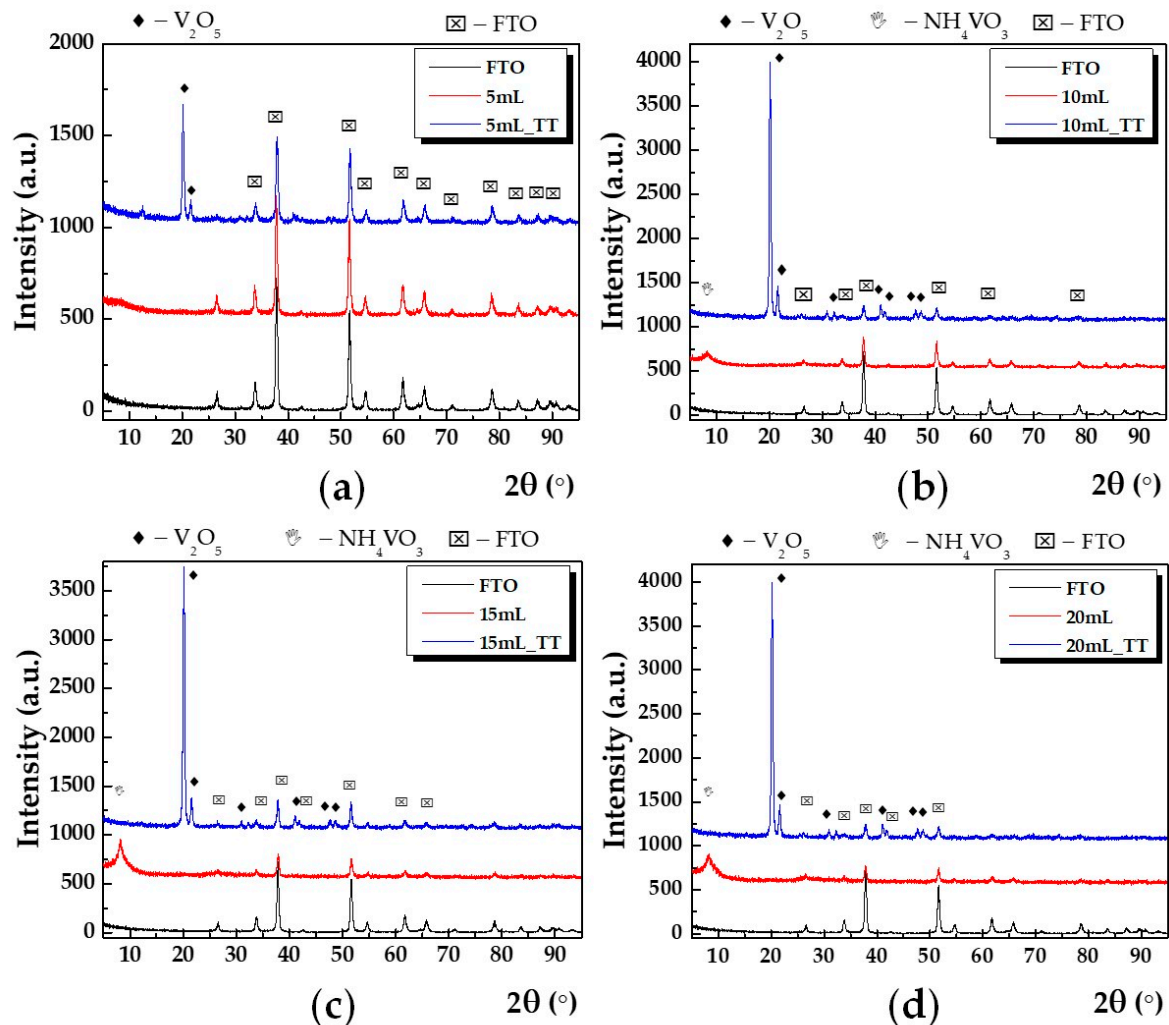 ◆ – V₂O₅ ☒ – FTO
2000
1500
1000
500
0
Intensity (a.u.)
FTO
5mL
5mL_TT
10 20 30 40 50 60 70 80 90
(a) 2θ (°)
◆ – V₂O₅ – NH₄VO₃ ☒ – FTO
4000
3500
3000
2500
2000
1500
1000
500
0
Intensity (a.u.)
FTO
10mL
10mL_TT
10 20 30 40 50 60 70 80 90
(b) 2θ (°)
◆ – V₂O₅ – NH₄VO₃ ☒ – FTO
3500
3000
2500
2000
1500
1000
500
0
Intensity (a.u.)
FTO
15mL
15mL_TT
10 20 30 40 50 60 70 80 90
(c) 2θ (°)
◆ – V₂O₅ – NH₄VO₃ ☒ – FTO
4000
3500
3000
2500
2000
1500
1000
500
0
Intensity (a.u.)
FTO
20mL
20mL_TT
10 20 30 40 50 60 70 80 90
(d) 2θ (°)